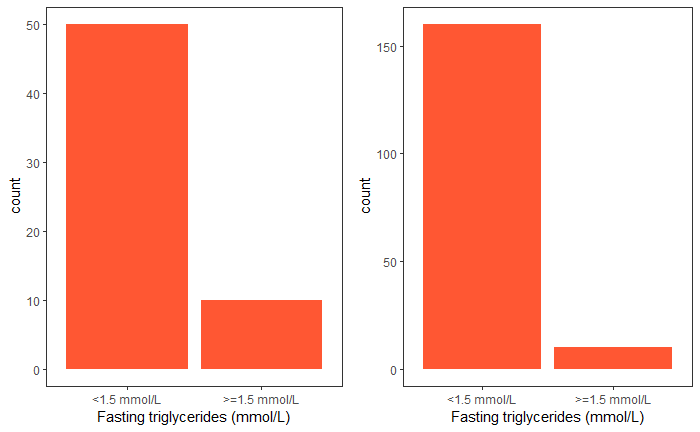 count
50
40
30
20
10
0
<1.5 mmol/L >=1.5 mmol/L
Fasting triglycerides (mmol/L)
count
150
100
50
0
<1.5 mmol/L >=1.5 mmol/L
Fasting triglycerides (mmol/L)